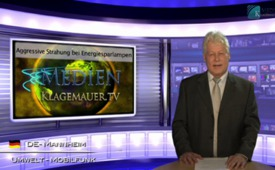 Aggressive Strahlung bei Energiesparlampen
MEDIEN
KLAGEMAUER.TV
DE- MANNHEIM
UMWELT - MOBILFUNK